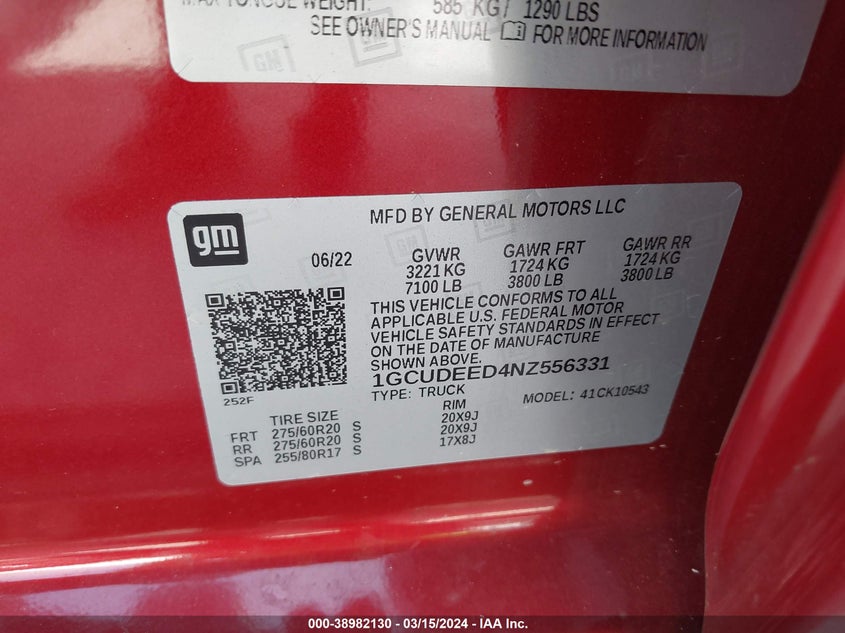 MAX TONGUE WEIGHT: 585 KG/ 1290 LBS
SEE OWNER'S MANUAL FOR MORE INFORMATION
GM
gm
MFD BY GENERAL MOTORS LLC
06/22 GVWR GAWR FRT GAWR RR
3221 KG 1724 KG 1724 KG
7100 LB 3800 LB 3800 LB
THIS VEHICLE CONFORMS TO ALL
APPLICABLE U.S. FEDERAL MOTOR
VEHICLE SAFETY STANDARDS IN EFFECT
ON THE DATE OF MANUFACTURE
SHOWN ABOVE.
1GCUDEED4NZ556331
252F
TYPE: TRUCK MODEL: 41CK10543
TIRE SIZE RIM
FRT 275/60R20 S 20X9J
RR 275/60R20 S 20X9J
SPA 255/80R17 S 17X8J
000-38982130 - 03/15/2024 - IAA Inc.